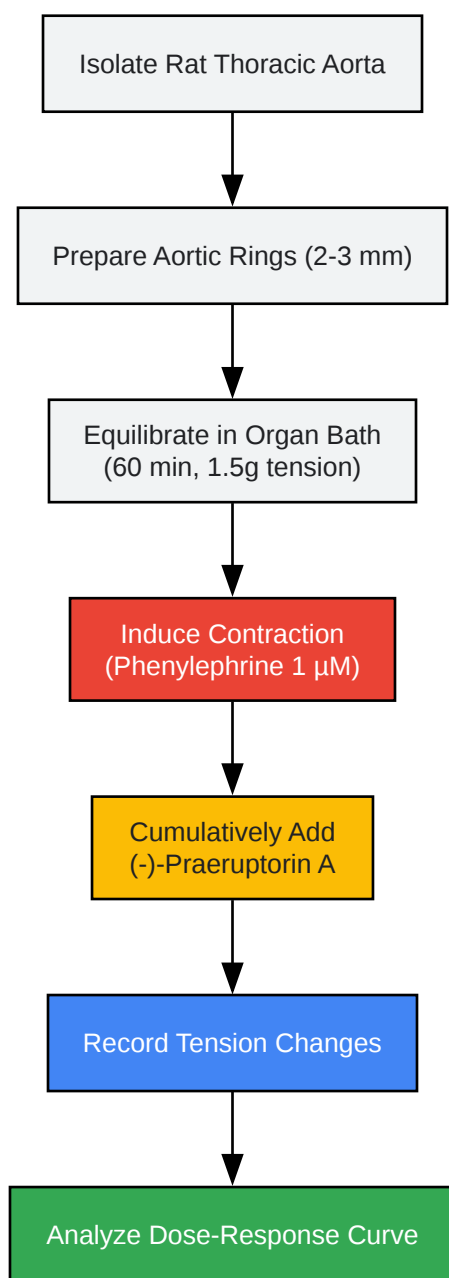 Isolate Rat Thoracic Aorta
Prepare Aortic Rings (2-3 mm)
Equilibrate in Organ Bath
(60 min, 1.5g tension)
Induce Contraction
(Phenylephrine 1 µM)
Cumulatively Add
(-)-Praeruptorin A
Record Tension Changes
Analyze Dose-Response Curve